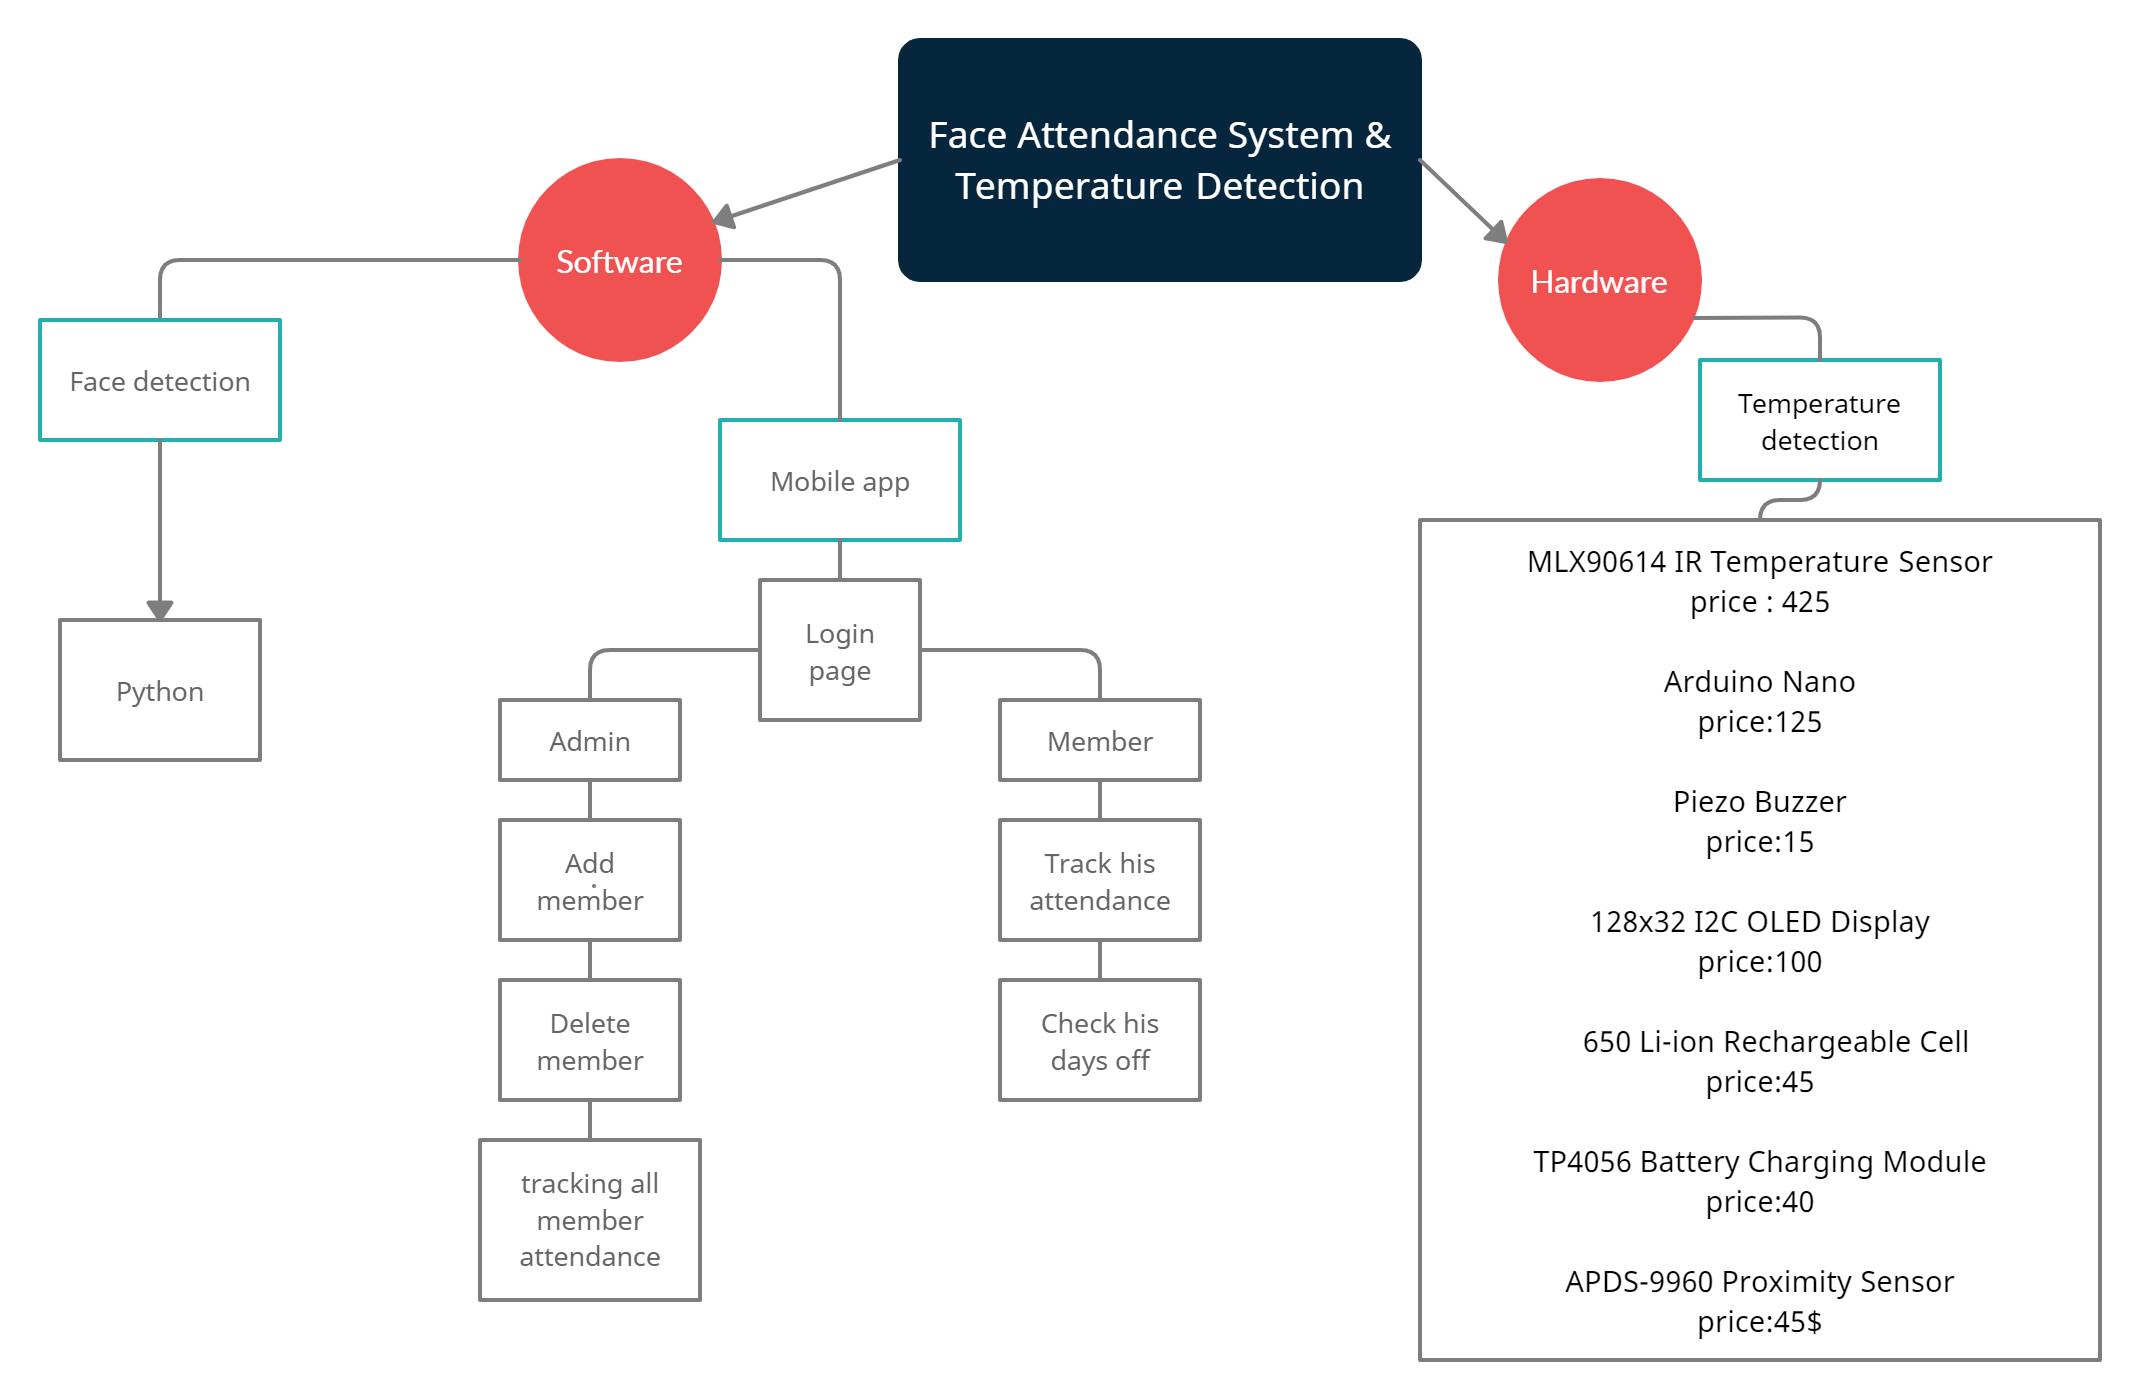 Face Attendance System &
Temperature Detection
Software
Hardware
Face detection
Python
Mobile app
Login
page
Admin
Add
member
Delete
member
tracking all
member
attendance
Member
Track his
attendance
Check his
days off
Temperature
detection
MLX90614 IR Temperature Sensor
price : 425
Arduino Nano
price:125
Piezo Buzzer
price:15
128x32 I2C OLED Display
price:100
650 Li-ion Rechargeable Cell
price:45
TP4056 Battery Charging Module
price:40
APDS-9960 Proximity Sensor
price:45$